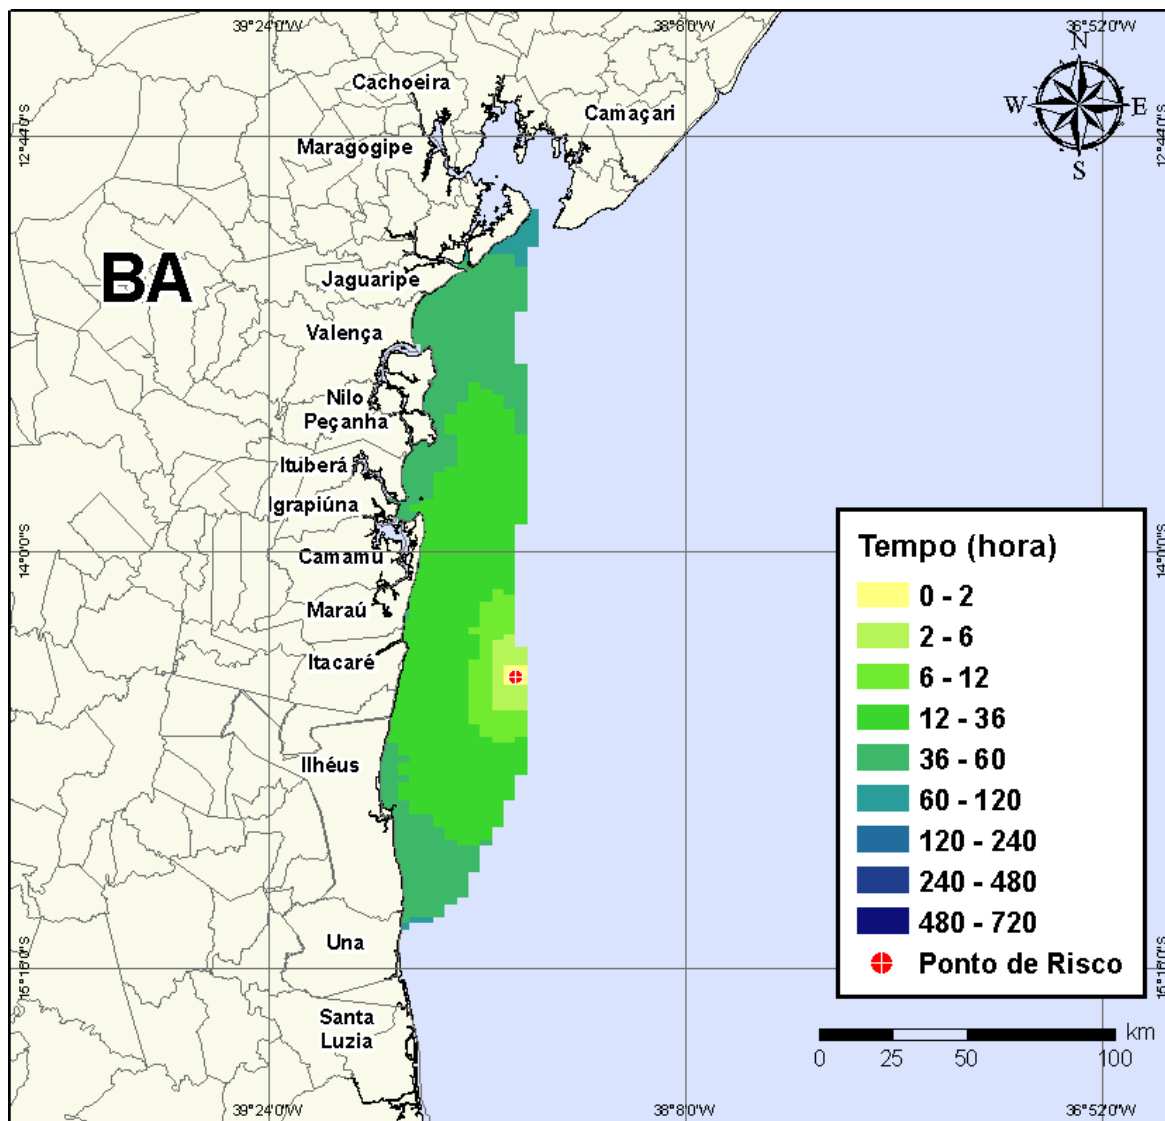 39°24'0"W 38°8'0"W 36°52'0"W
N
W E
S
Cachoeira
Camaçari
12°44'0"S 12°44'0"S
Maragogipe
BA
Jaguaripe
Valença
Nilo
Peçanha
Ituberá
Igrapiúna
14°0'0"S 14°0'0"S
Camamu
Maraú
Itacaré
Ilhéus
Una
15°16'0"S 15°16'0"S
Santa
Luzia
Tempo (hora)
0 - 2
2 - 6
6 - 12
12 - 36
36 - 60
60 - 120
120 - 240
240 - 480
480 - 720
Ponto de Risco
km
0 25 50 100
39°24'0"W 38°8'0"W 36°52'0"W